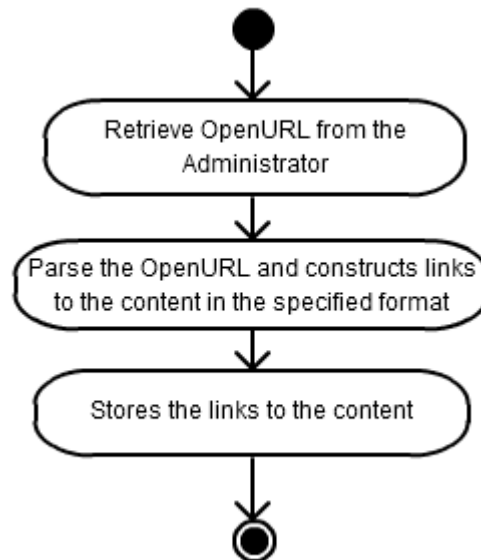 Retrieve OpenURL from the
Administrator
Parse the OpenURL and constructs links
to the content in the specified format
Stores the links to the content